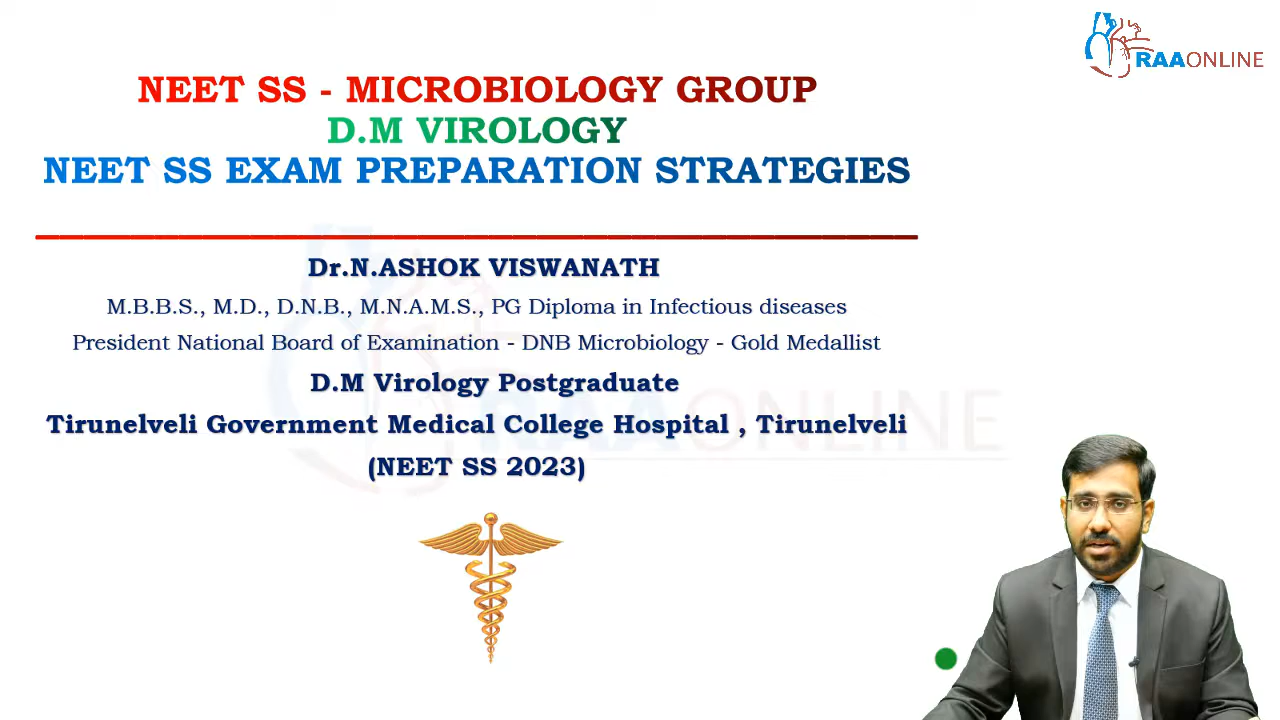 RAAONLINE
NEET SS - MICROBIOLOGY GROUP
D.M VIROLOGY
NEET SS EXAM PREPARATION STRATEGIES
Dr.N.ASHOK VISWANATH
M.B.B.S., M.D., D.N.B., M.N.A.M.S., PG Diploma in Infectious diseases
President National Board of Examination - DNB Microbiology - Gold Medallist
D.M Virology Postgraduate
Tirunelveli Government Medical College Hospital , Tirunelveli
(NEET SS 2023)
RAAONLINE